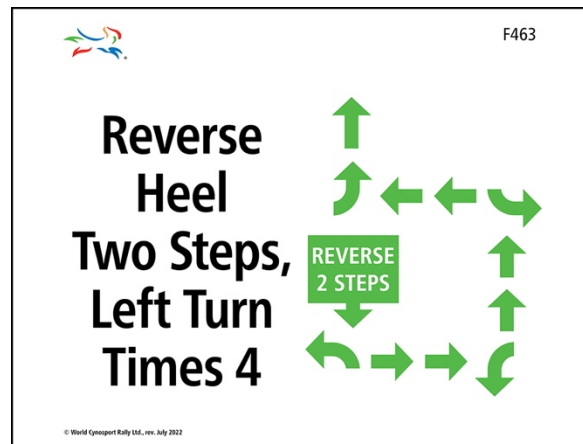 F463
Reverse
Heel
Two Steps,
Left Turn
Times 4
REVERSE
2 STEPS
© World Cynosport Rally Ltd., rev. July 2022